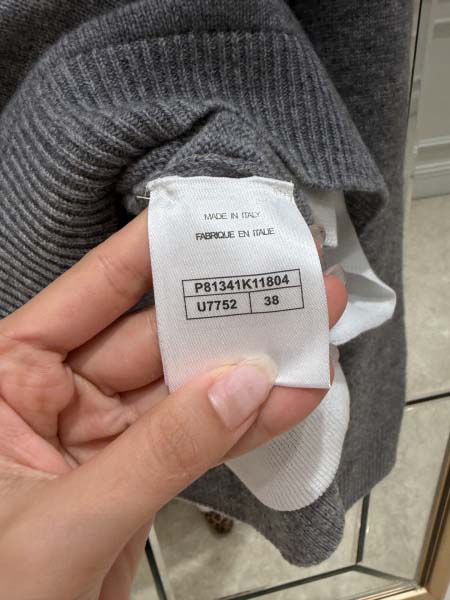 MADE IN ITALY
FABRIQUE EN ITALIE
P81341K11804
U7752 38